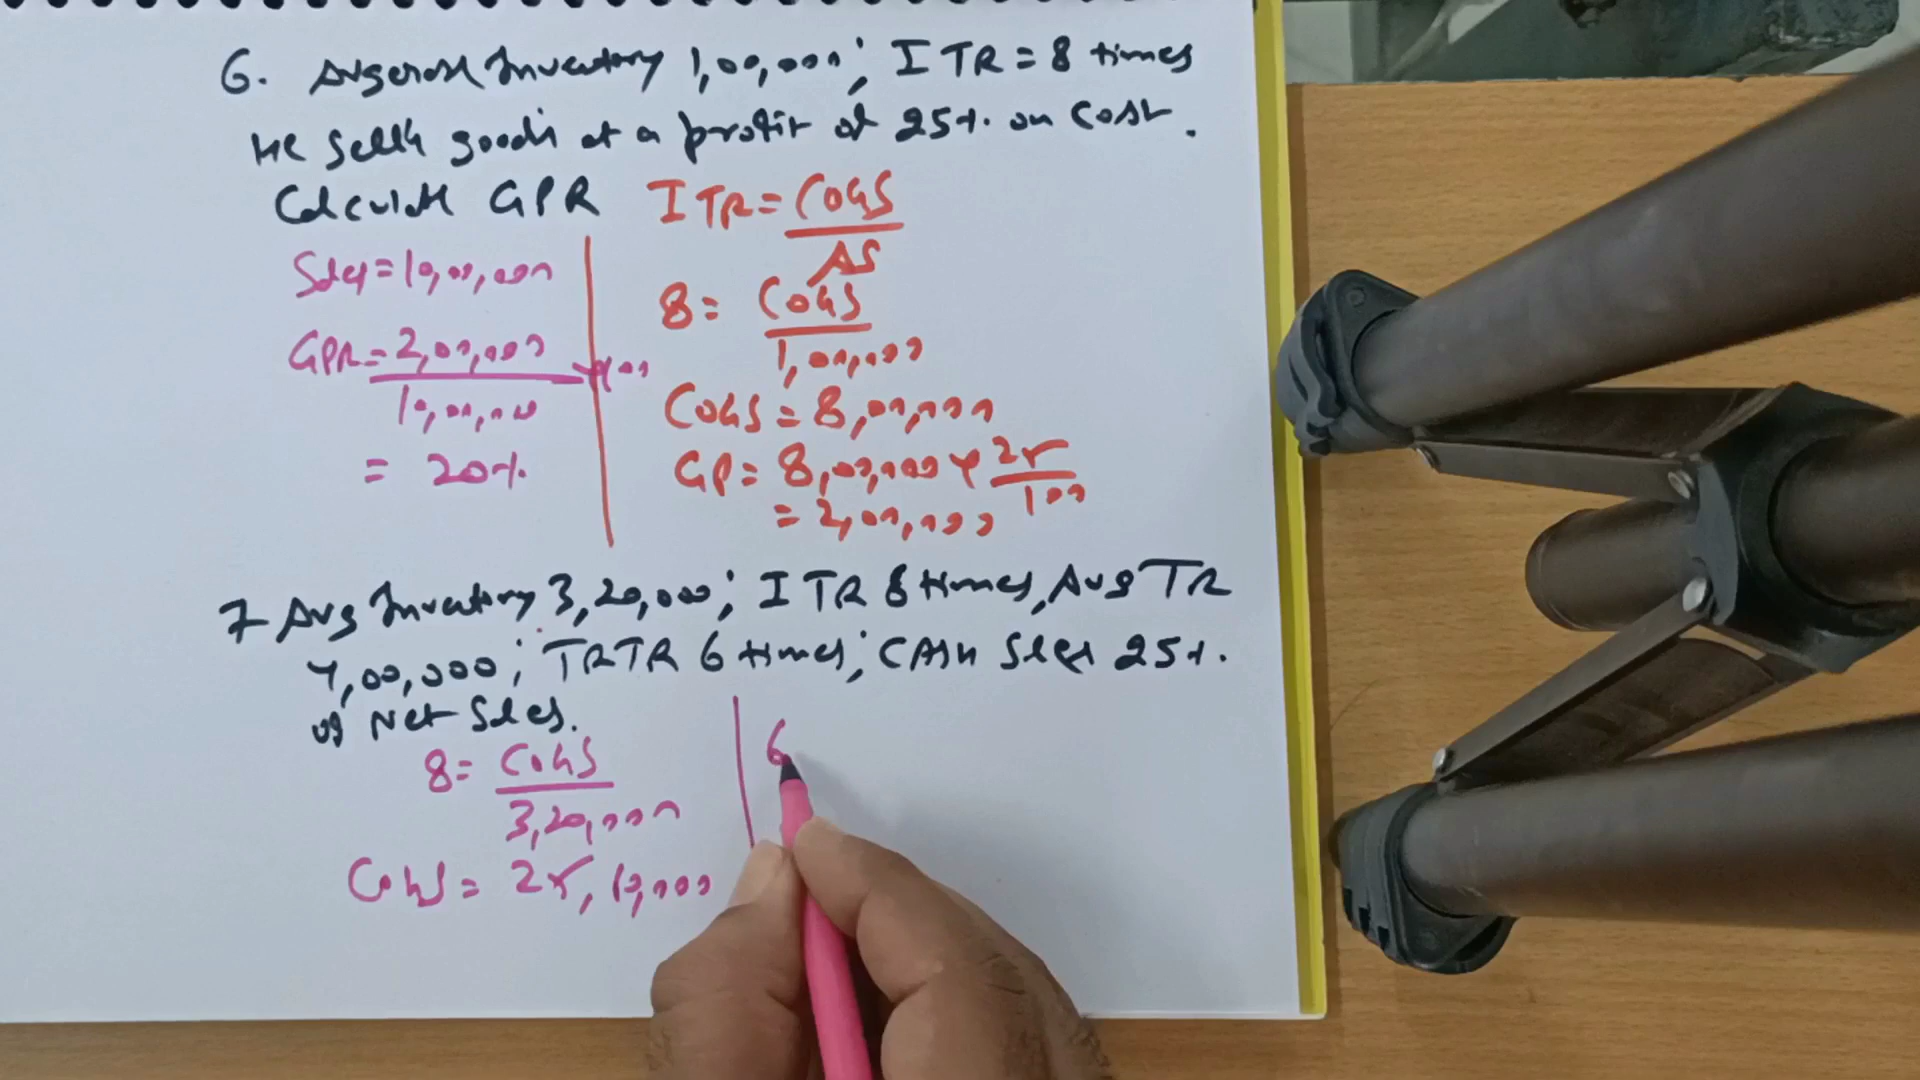 6. Average Inventory 1,00,000; ITR = 8 times
He sells goods at a profit of 25% on cost.
Calculate GPR
ITR = COGS
AS
8 = COGS
1,00,000
COGS = 8,00,000
GP = 8,00,000 × 25
100
= 2,00,000
Sales = 10,00,000
GPR = 2,00,000 × 100
10,00,000
= 20%
7 Avg Inventory 3,20,000; ITR 8 times, Avg TR
4,00,000; TRTR 6 times; Cash Sales 25%
of Net Sales.
8 = COGS
3,20,000
COGS = 25,60,000
6